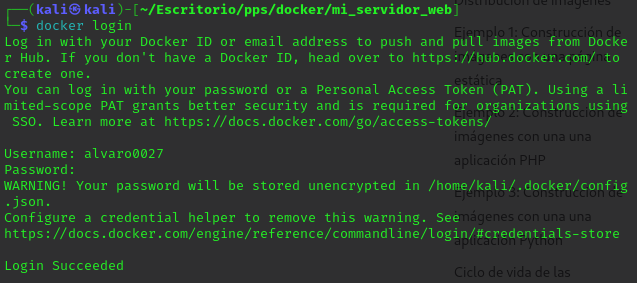 ┌──(kali㉿kali)-[~/Escritorio/pps/docker/mi_servidor_web]
└─$ docker login
Log in with your Docker ID or email address to push and pull images from Docke
r Hub. If you don't have a Docker ID, head over to https://hub.docker.com/ to
create one.
You can log in with your password or a Personal Access Token (PAT). Using a li
mited-scope PAT grants better security and is required for organizations using
 SSO. Learn more at https://docs.docker.com/go/access-tokens/

Username: alvaro0027
Password:
WARNING! Your password will be stored unencrypted in /home/kali/.docker/config
.json.
Configure a credential helper to remove this warning. See
https://docs.docker.com/engine/reference/commandline/login/#credentials-store

Login Succeeded
Distribución de imágenes
Ejemplo 1: Construcción de
estática
Ejemplo 2: Construcción de
imágenes con una una
aplicación PHP
Ejemplo 3: Construcción de
imágenes con una una
aplicación Python
Ciclo de vida de las